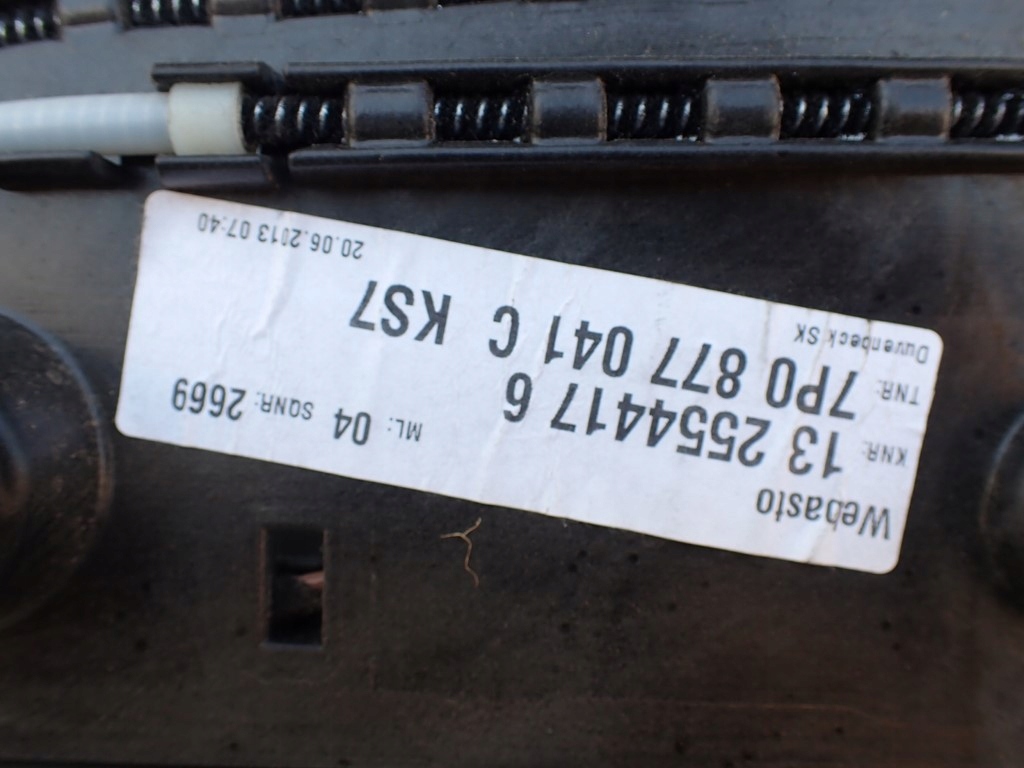 Webasto
KNR: 13 2554417 6 ML: 04 SQNR: 2669
TNR: 7P0 877 041 C KS7
Duvenbeck SK 20.06.2013 07:40